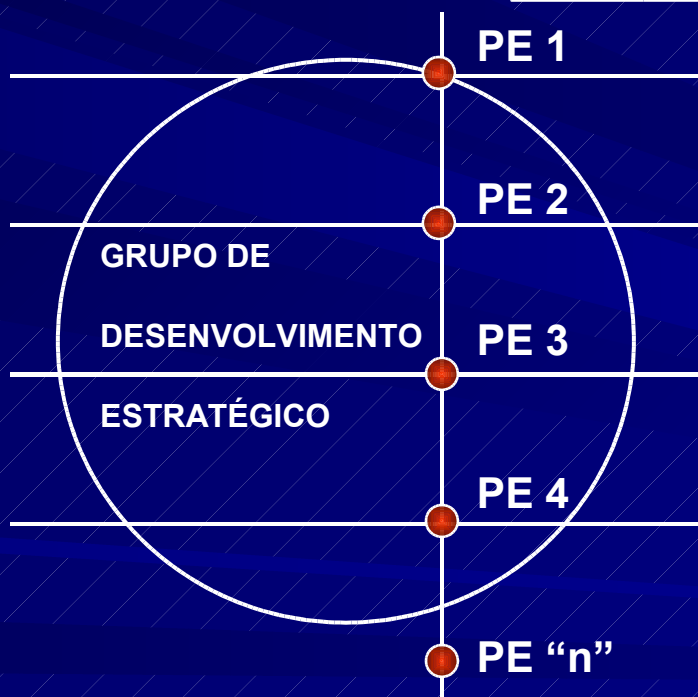 PE 1
PE 2
GRUPO DE
DESENVOLVIMENTO
PE 3
ESTRATÉGICO
PE 4
PE “n”